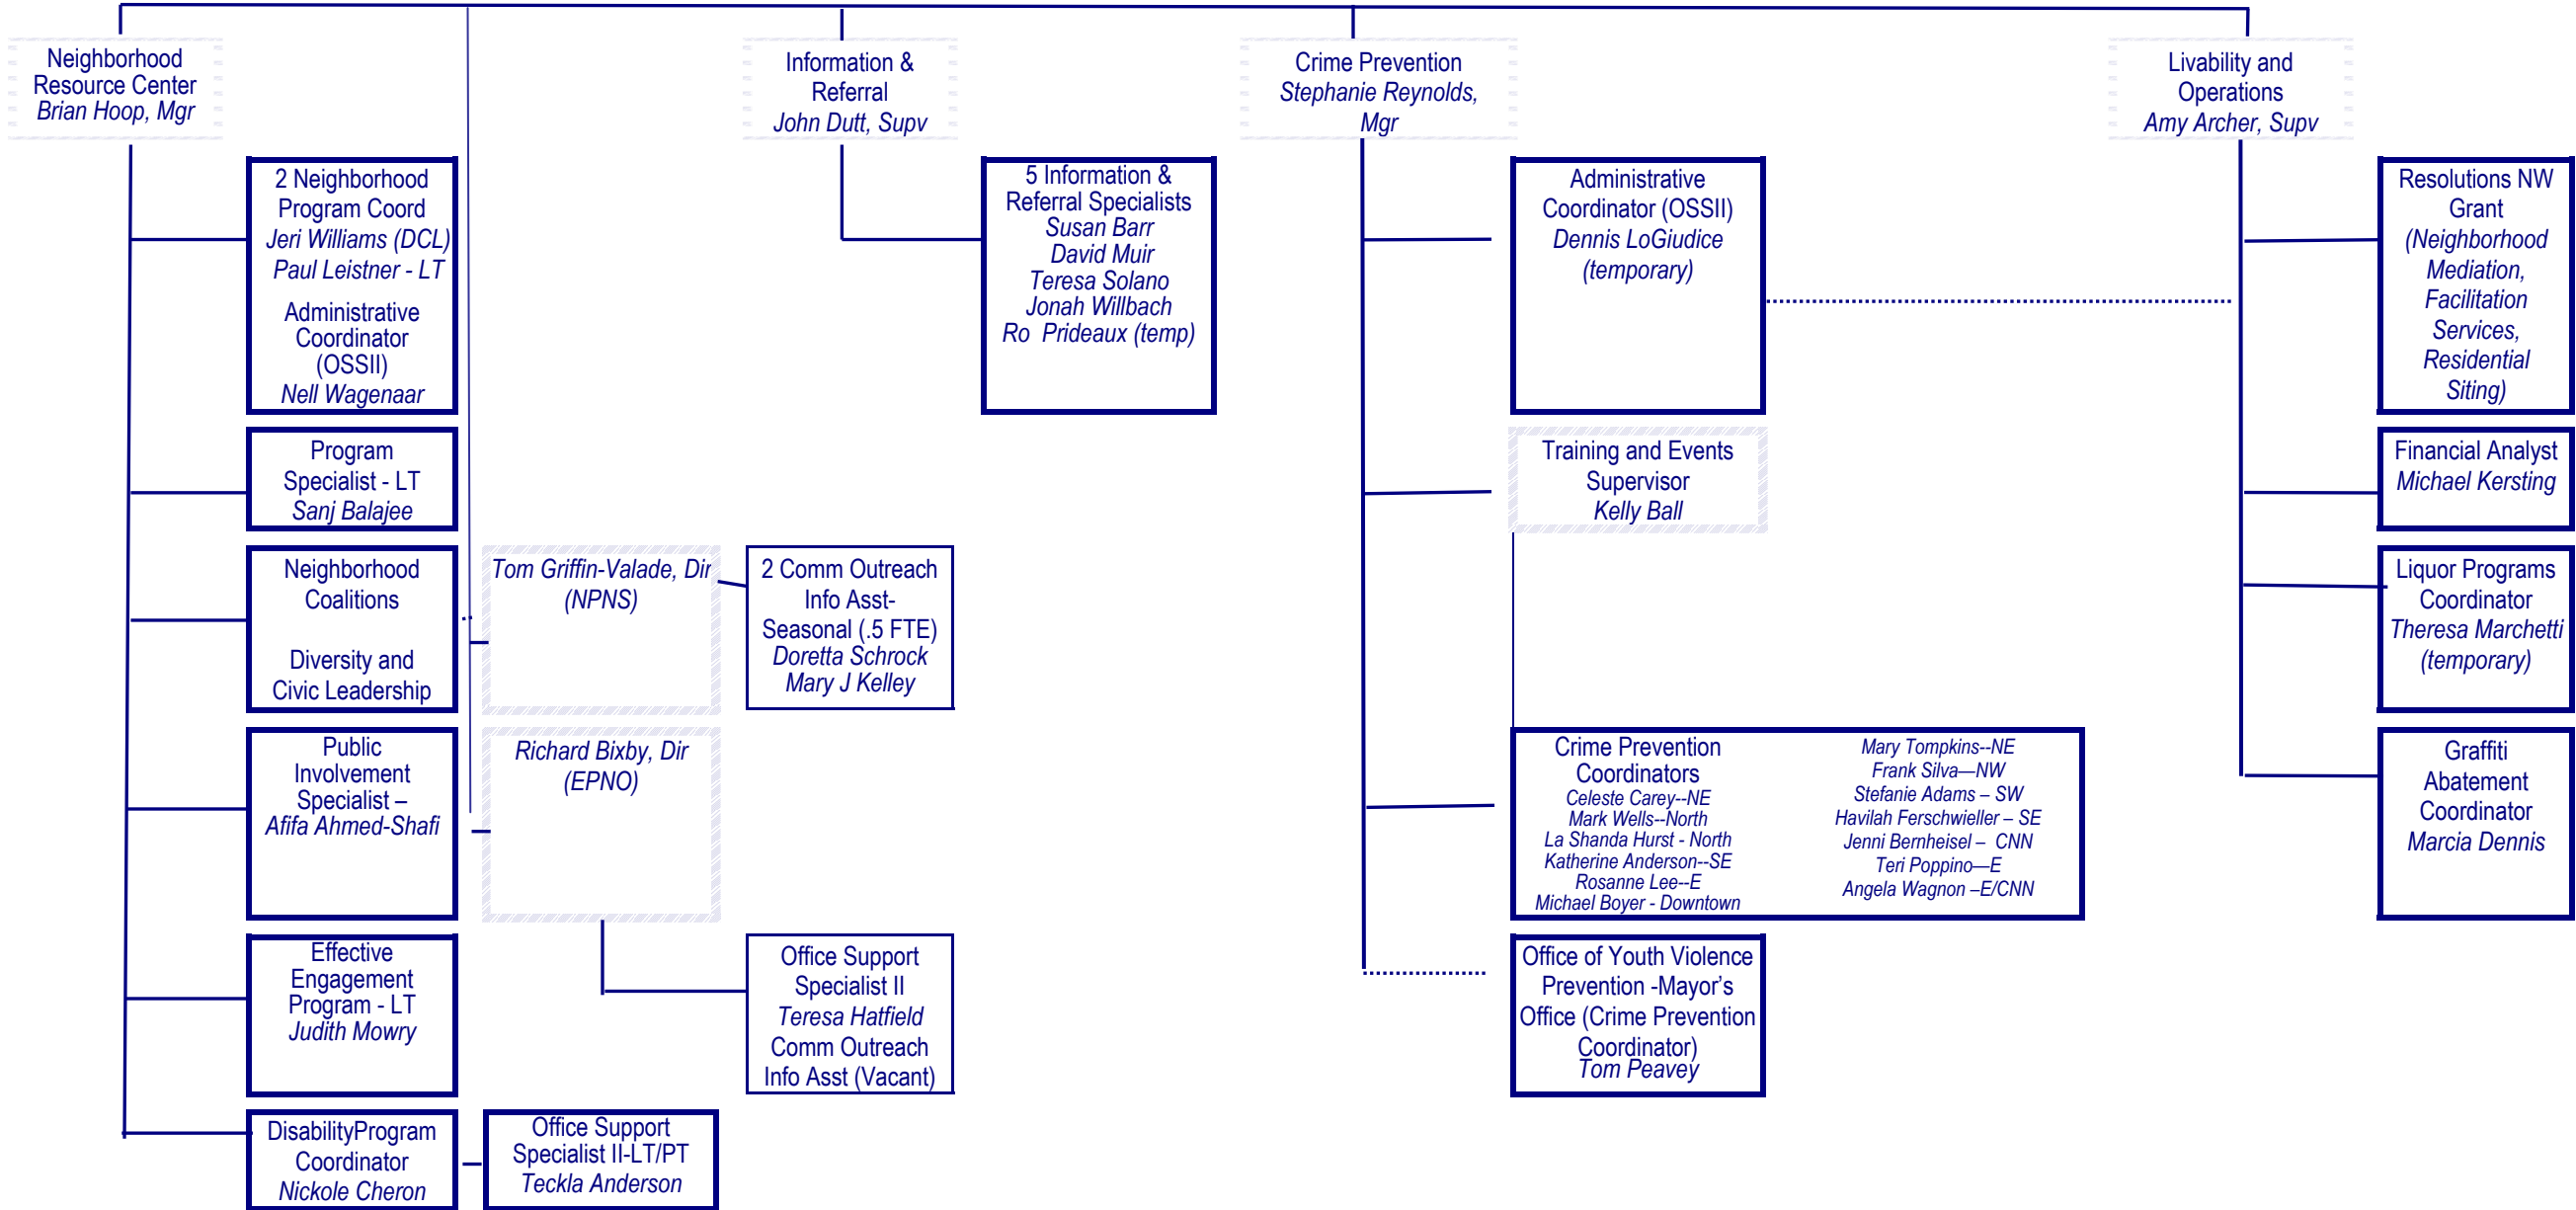 Neighborhood
Resource Center
Brian Hoop, Mgr
Information &
Referral
John Dutt, Supv
Crime Prevention
Stephanie Reynolds,
Mgr
Livability and
Operations
Amy Archer, Supv
2 Neighborhood
Program Coord
Jeri Williams (DCL)
Paul Leistner - LT
Administrative
Coordinator
(OSSII)
Nell Wagenaar
5 Information &
Referral Specialists
Susan Barr
David Muir
Teresa Solano
Jonah Willbach
Ro  Prideaux (temp)
Administrative
Coordinator (OSSII)
Dennis LoGiudice
(temporary)
Resolutions NW
Grant
(Neighborhood
Mediation,
Facilitation
Services,
Residential
Siting)
Program
Specialist - LT
Sanj Balajee
Training and Events
Supervisor
Kelly Ball
Financial Analyst
Michael Kersting
Neighborhood
Coalitions
Diversity and
Civic Leadership
Tom Griffin-Valade, Dir
(NPNS)
2 Comm Outreach
Info Asst-
Seasonal (.5 FTE)
Doretta Schrock
Mary J Kelley
Liquor Programs
Coordinator
Theresa Marchetti
(temporary)
Public
Involvement
Specialist –
Afifa Ahmed-Shafi
Richard Bixby, Dir
(EPNO)
Crime Prevention
Coordinators
Celeste Carey--NE
Mark Wells--North
La Shanda Hurst - North
Katherine Anderson--SE
Rosanne Lee--E
Michael Boyer - Downtown
Mary Tompkins--NE
Frank Silva—NW
Stefanie Adams – SW
Havilah Ferschwieller – SE
Jenni Bernheisel –  CNN
Teri Poppino—E
Angela Wagnon –E/CNN
Graffiti
Abatement
Coordinator
Marcia Dennis
Effective
Engagement
Program - LT
Judith Mowry
Office Support
Specialist II
Teresa Hatfield
Comm Outreach
Info Asst (Vacant)
Office of Youth Violence
Prevention -Mayor’s
Office (Crime Prevention
Coordinator)
Tom Peavey
DisabilityProgram
Coordinator
Nickole Cheron
Office Support
Specialist II-LT/PT
Teckla Anderson